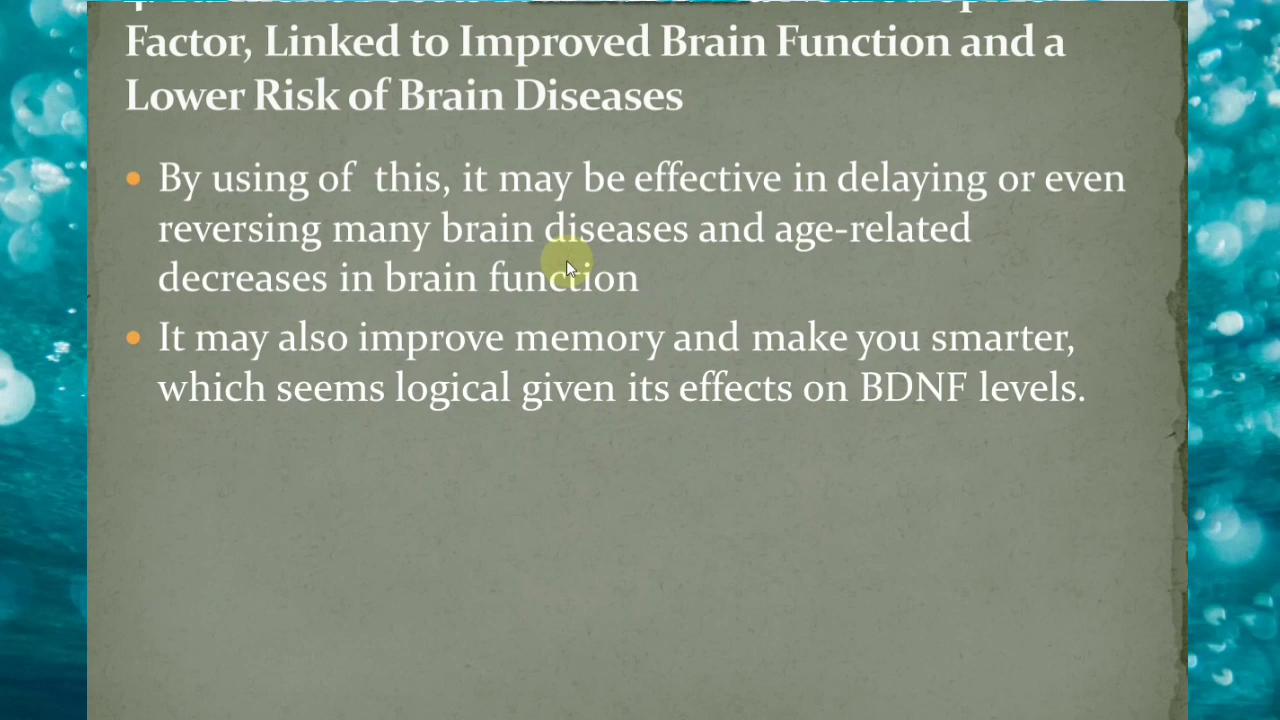 Factor, Linked to Improved Brain Function and a
Lower Risk of Brain Diseases
By using of this, it may be effective in delaying or even
reversing many brain diseases and age-related
decreases in brain function
It may also improve memory and make you smarter,
which seems logical given its effects on BDNF levels.